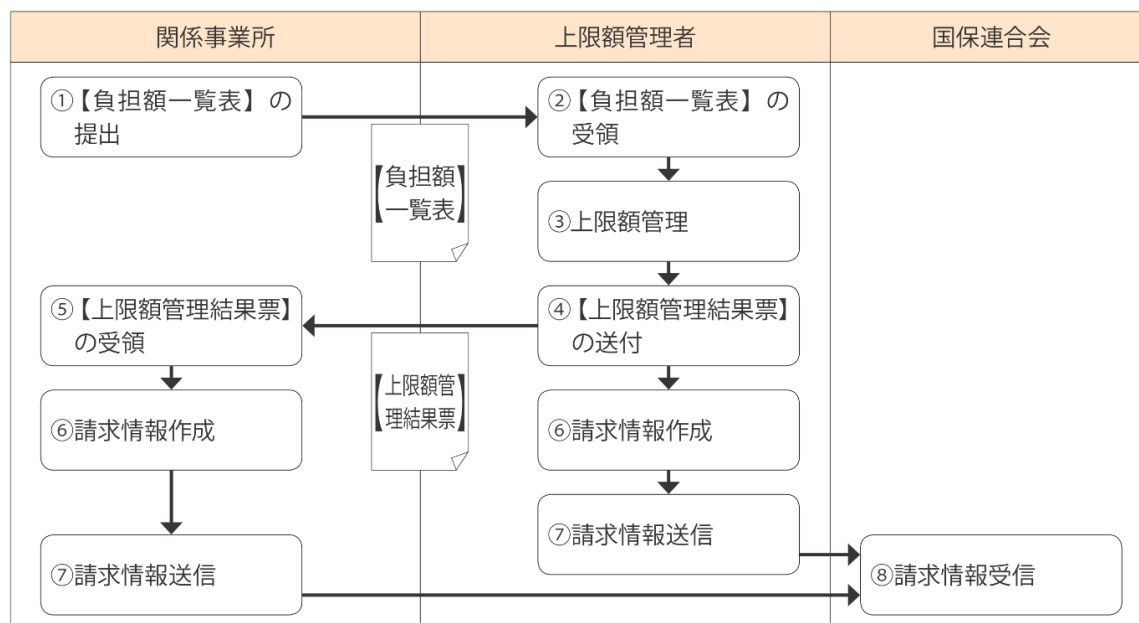 関係事業所
上限額管理者
国保連合会
①【負担額一覧表】の
提出
②【負担額一覧表】の
受領
【負担額
一覧表】
③上限額管理
④【上限額管理結果票】
の送付
⑤【上限額管理結果票】
の受領
【上限額管
理結果票】
⑥請求情報作成
⑥請求情報作成
⑦請求情報送信
⑦請求情報送信
⑧請求情報受信